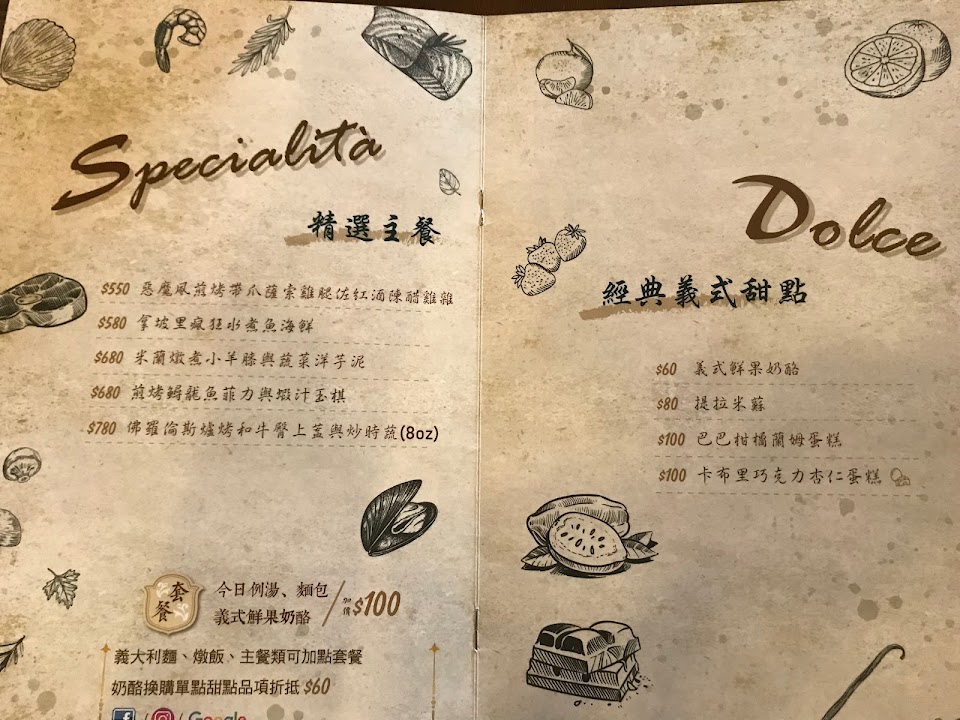 Specialità
精選主餐
$550 惡魔風煎烤帶爪薩索雞腿佐紅酒陳醋雞雜
$580 拿坡里瘋狂水煮魚海鮮
$680 米蘭燉煮小羊膝與蔬菜洋芋泥
$680 煎烤鱘龍魚菲力與蝦汁玉棋
$780 佛羅倫斯爐烤和牛臀上蓋與炒時蔬(8oz)
套餐
今日例湯、麵包
義式鮮果奶酪
加價 $100
義大利麵、燉飯、主餐類可加點套餐
奶酪換購單點甜點品項折抵 $60
Google
Dolce
經典義式甜點
$60 義式鮮果奶酪
$80 提拉米蘇
$100 巴巴柑橘蘭姆蛋糕
$100 卡布里巧克力杏仁蛋糕